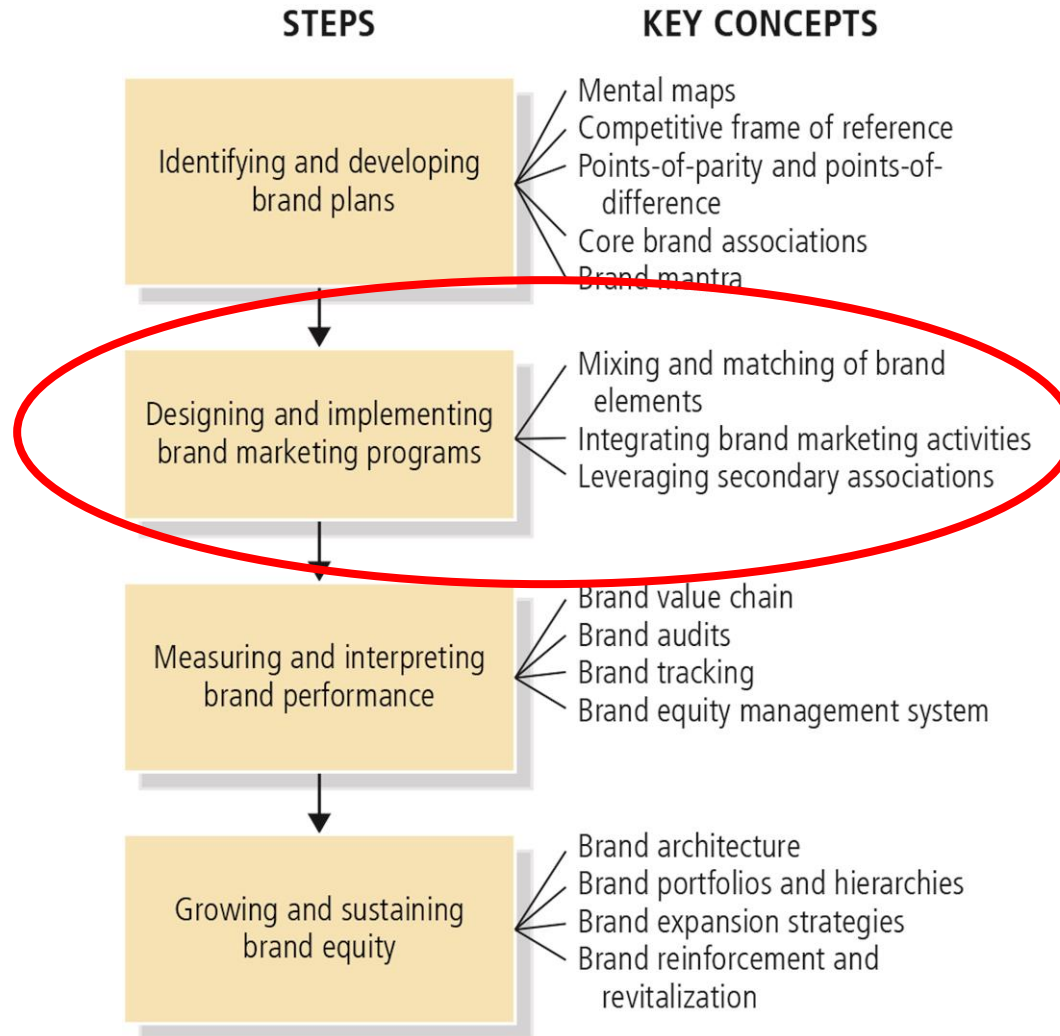 STEPS
KEY CONCEPTS
Identifying and developing
brand plans
Mental maps
Competitive frame of reference
Points-of-parity and points-of-
difference
Core brand associations
Brand mantra
Designing and implementing
brand marketing programs
Mixing and matching of brand
elements
Integrating brand marketing activities
Leveraging secondary associations
Measuring and interpreting
brand performance
Brand value chain
Brand audits
Brand tracking
Brand equity management system
Growing and sustaining
brand equity
Brand architecture
Brand portfolios and hierarchies
Brand expansion strategies
Brand reinforcement and
revitalization